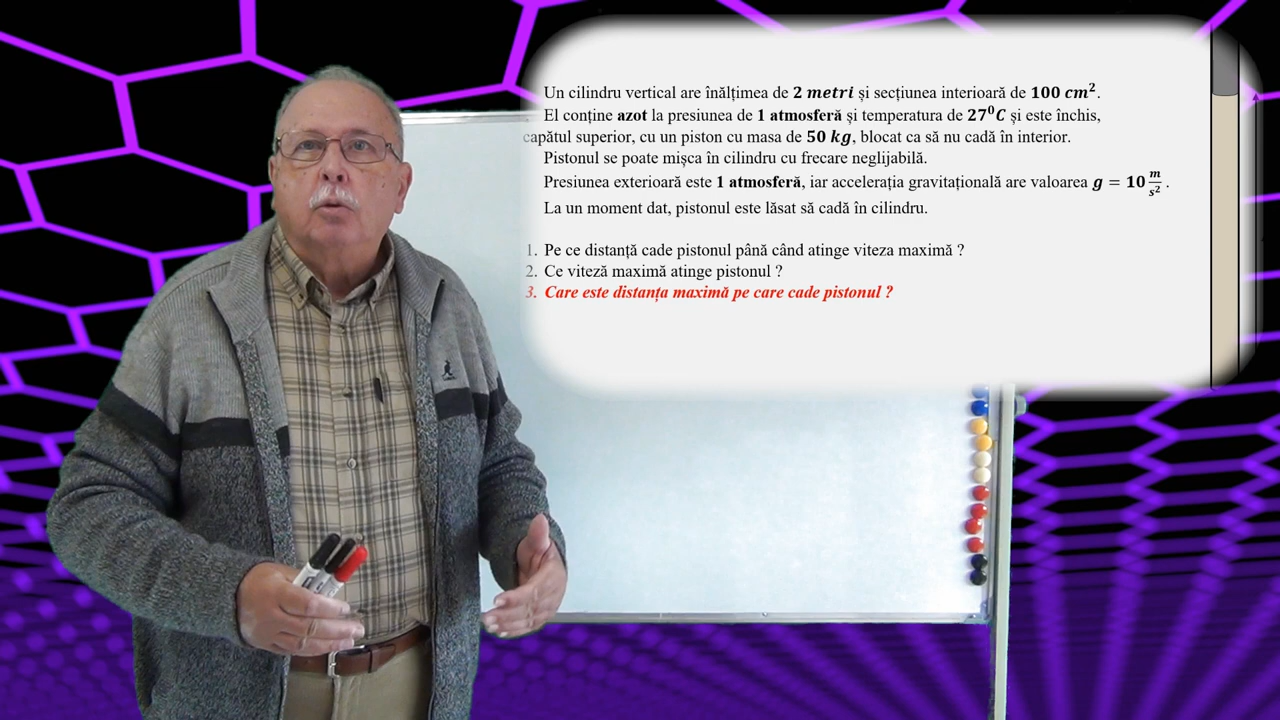 Un cilindru vertical are înălțimea de 2 metri și secțiunea interioară de 100 cm².
El conține azot la presiunea de 1 atmosferă și temperatura de 27⁰C și este închis,
capătul superior, cu un piston cu masa de 50 kg, blocat ca să nu cadă în interior.
Pistonul se poate mișca în cilindru cu frecare neglijabilă.
Presiunea exterioară este 1 atmosferă, iar accelerația gravitațională are valoarea g = 10 m/s² .
La un moment dat, pistonul este lăsat să cadă în cilindru.
1. Pe ce distanță cade pistonul până când atinge viteza maximă ?
2. Ce viteză maximă atinge pistonul ?
3. Care este distanța maximă pe care cade pistonul ?